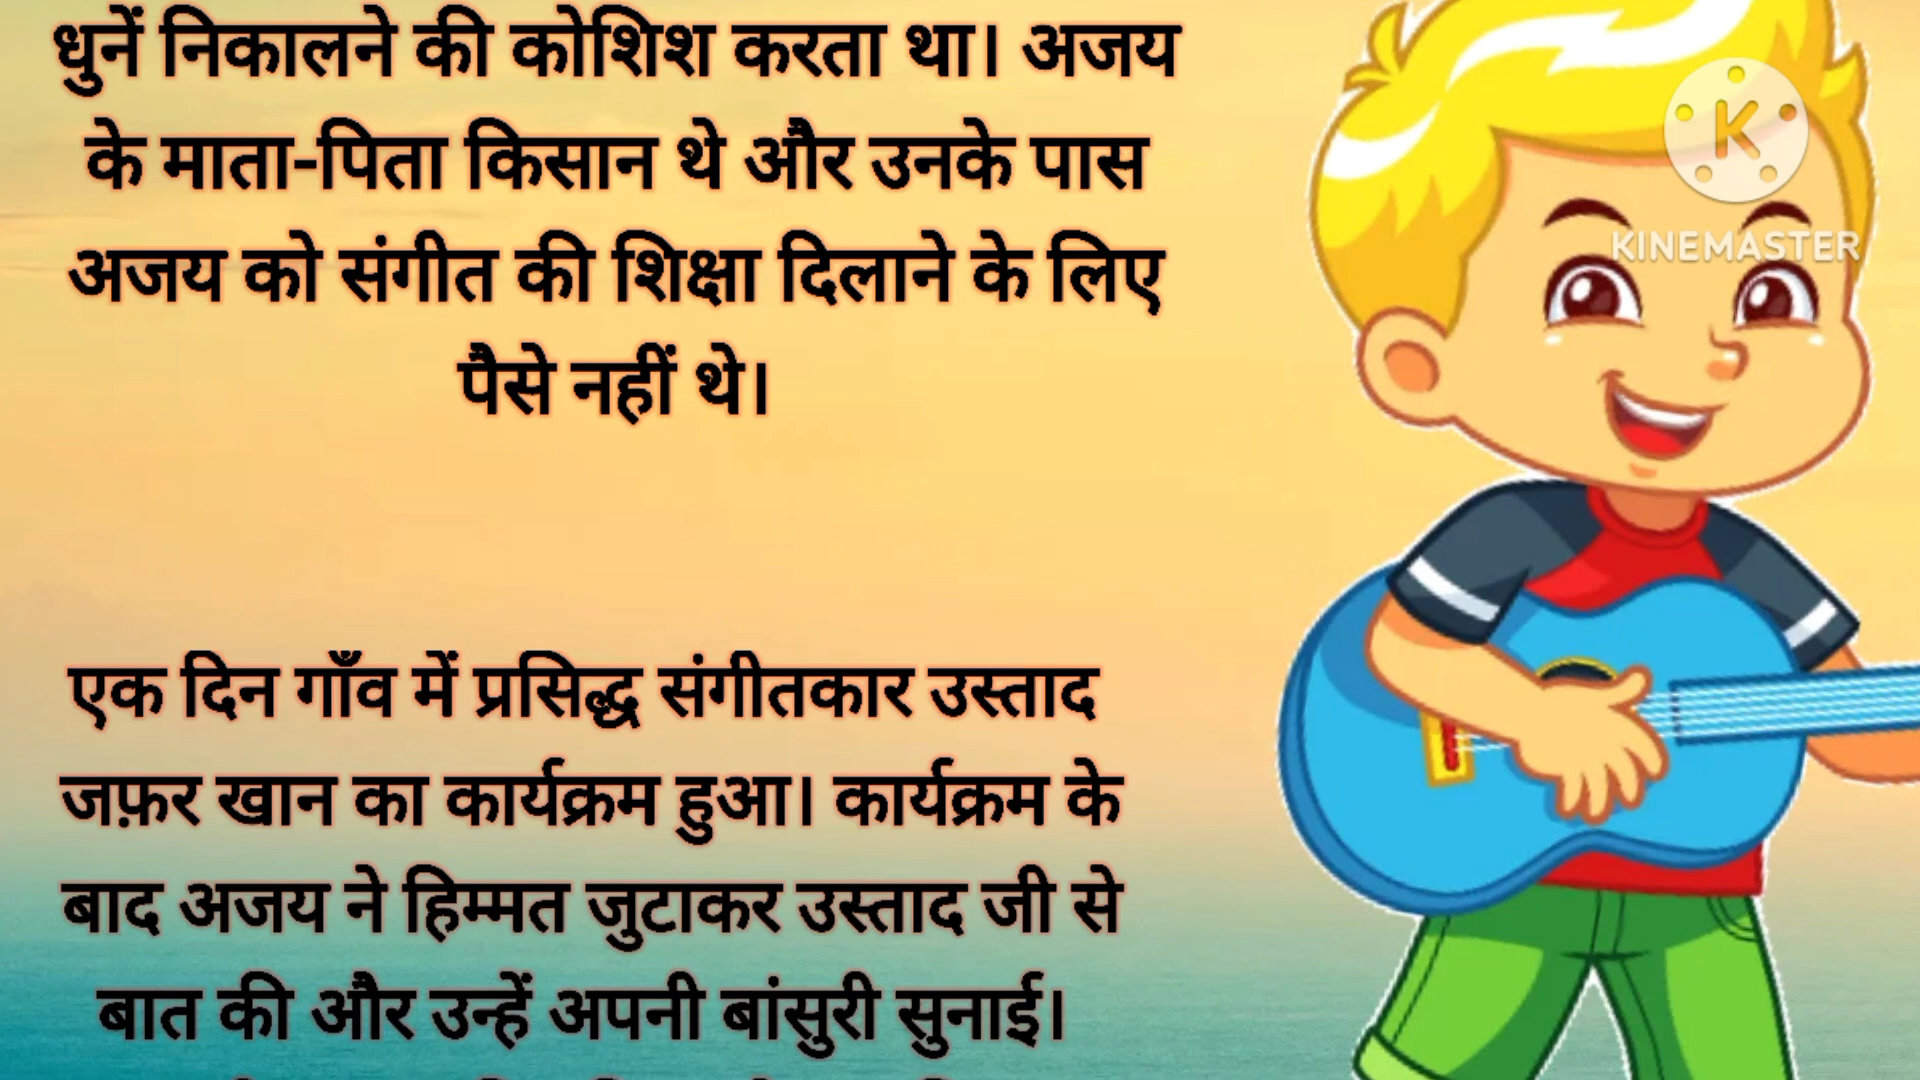 धुनें निकालने की कोशिश करता था। अजय
के माता-पिता किसान थे और उनके पास
अजय को संगीत की शिक्षा दिलाने के लिए
पैसे नहीं थे।
एक दिन गाँव में प्रसिद्ध संगीतकार उस्ताद
जफ़र खान का कार्यक्रम हुआ। कार्यक्रम के
बाद अजय ने हिम्मत जुटाकर उस्ताद जी से
बात की और उन्हें अपनी बांसुरी सुनाई।
K
KINEMASTER